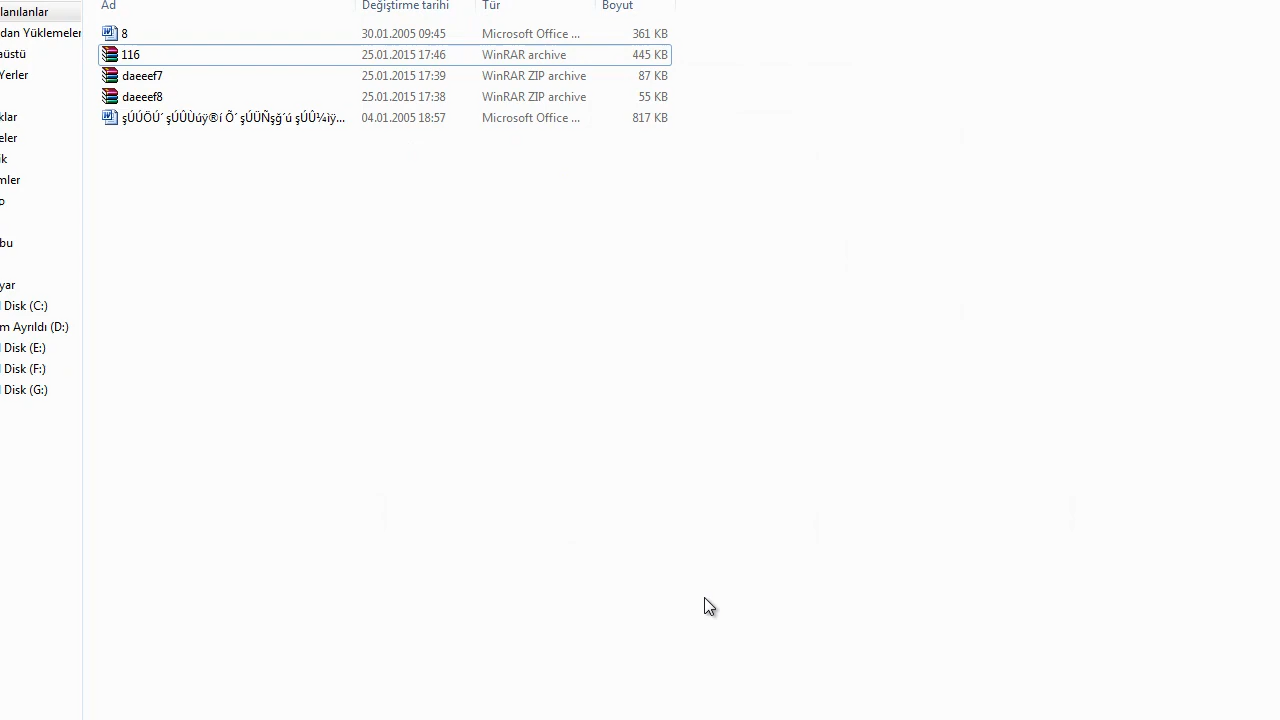 Ad Değiştirme tarihi Tür Boyut
8 30.01.2005 09:45 Microsoft Office ... 361 KB
116 25.01.2015 17:46 WinRAR archive 445 KB
daeeef7 25.01.2015 17:39 WinRAR ZIP archive 87 KB
daeeef8 25.01.2015 17:38 WinRAR ZIP archive 55 KB
04.01.2005 18:57 Microsoft Office ... 817 KB
lanılanlar
dan Yüklemeler
aüstü
Yerler
klar
eler
ik
mler
o
bu
yar
l Disk (C:)
m Ayrıldı (D:)
l Disk (E:)
l Disk (F:)
l Disk (G:)